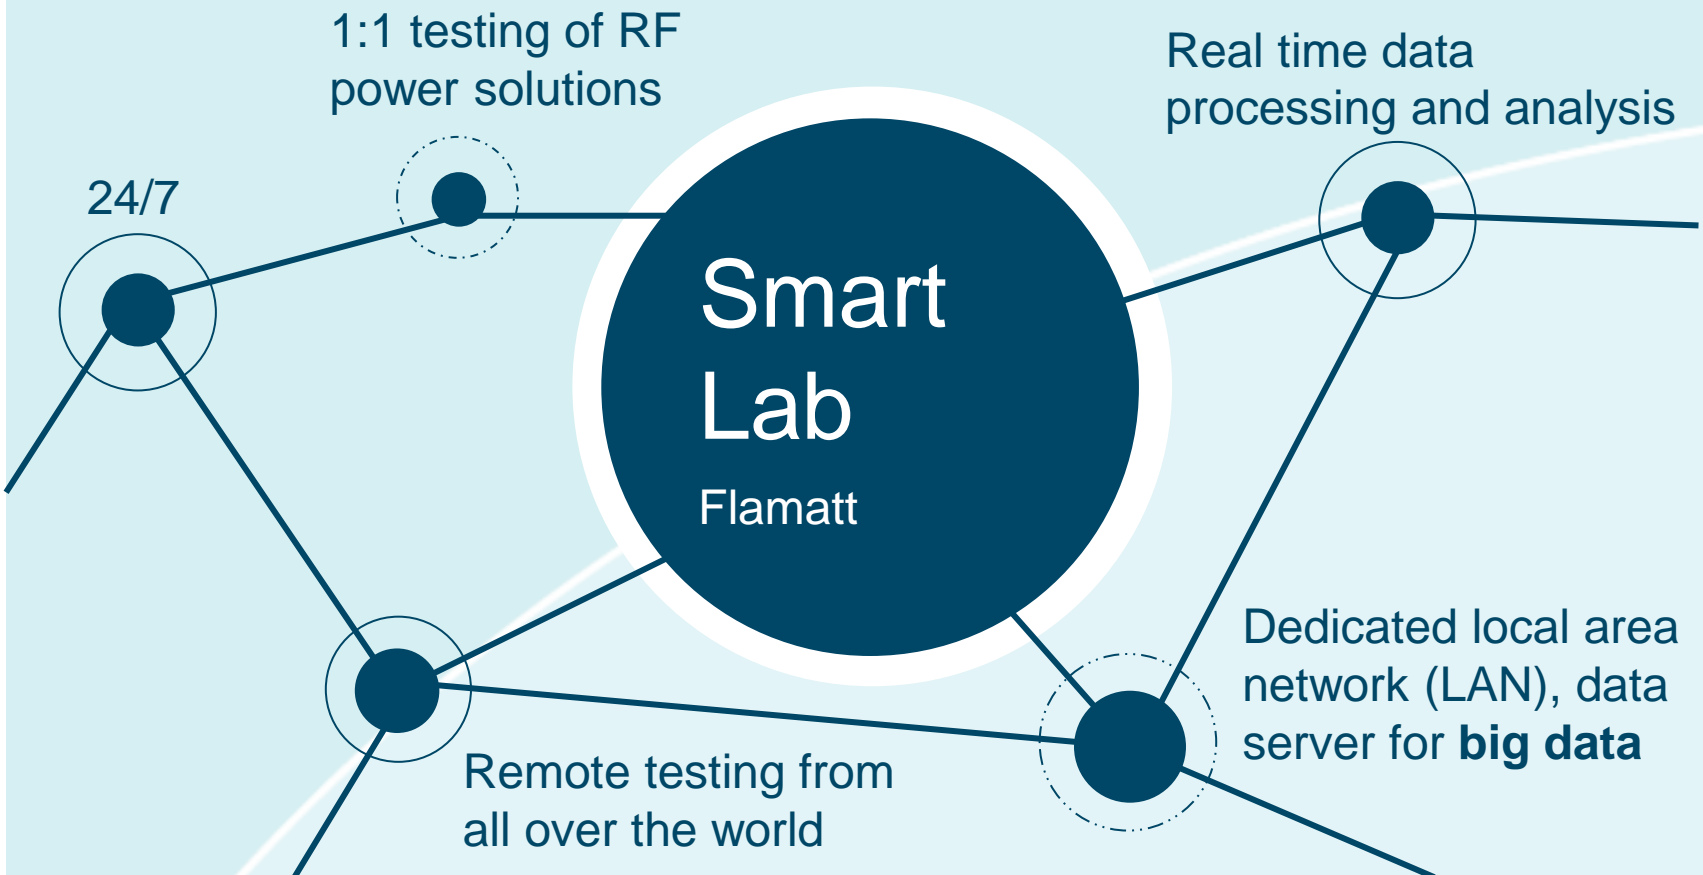 1:1 testing of RF
power solutions
Real time data
processing and analysis
24/7
Smart
Lab
Flamatt
Dedicated local area
network (LAN), data
server for big data
Remote testing from
all over the world